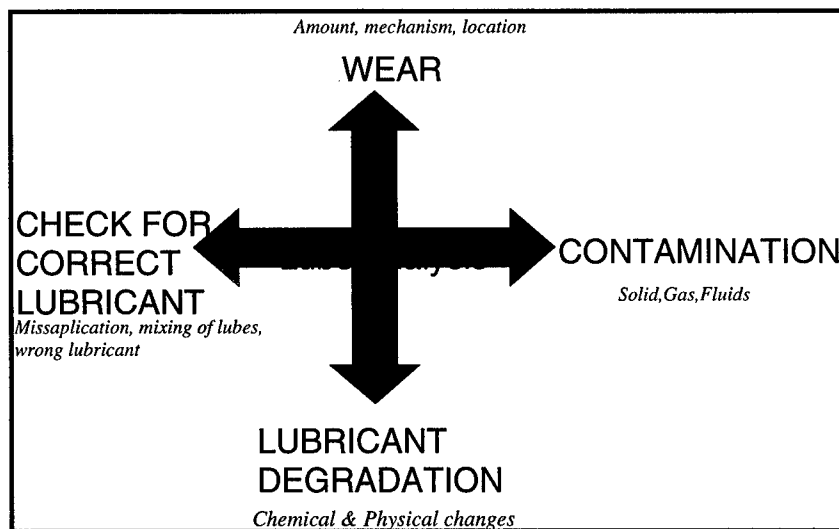 Amount, mechanism, location
WEAR
CHECK FOR
CORRECT
LUBRICANT
Missaplication, mixing of lubes,
wrong lubricant
CONTAMINATION
Solid,Gas,Fluids
LUBRICANT
DEGRADATION
Chemical & Physical changes